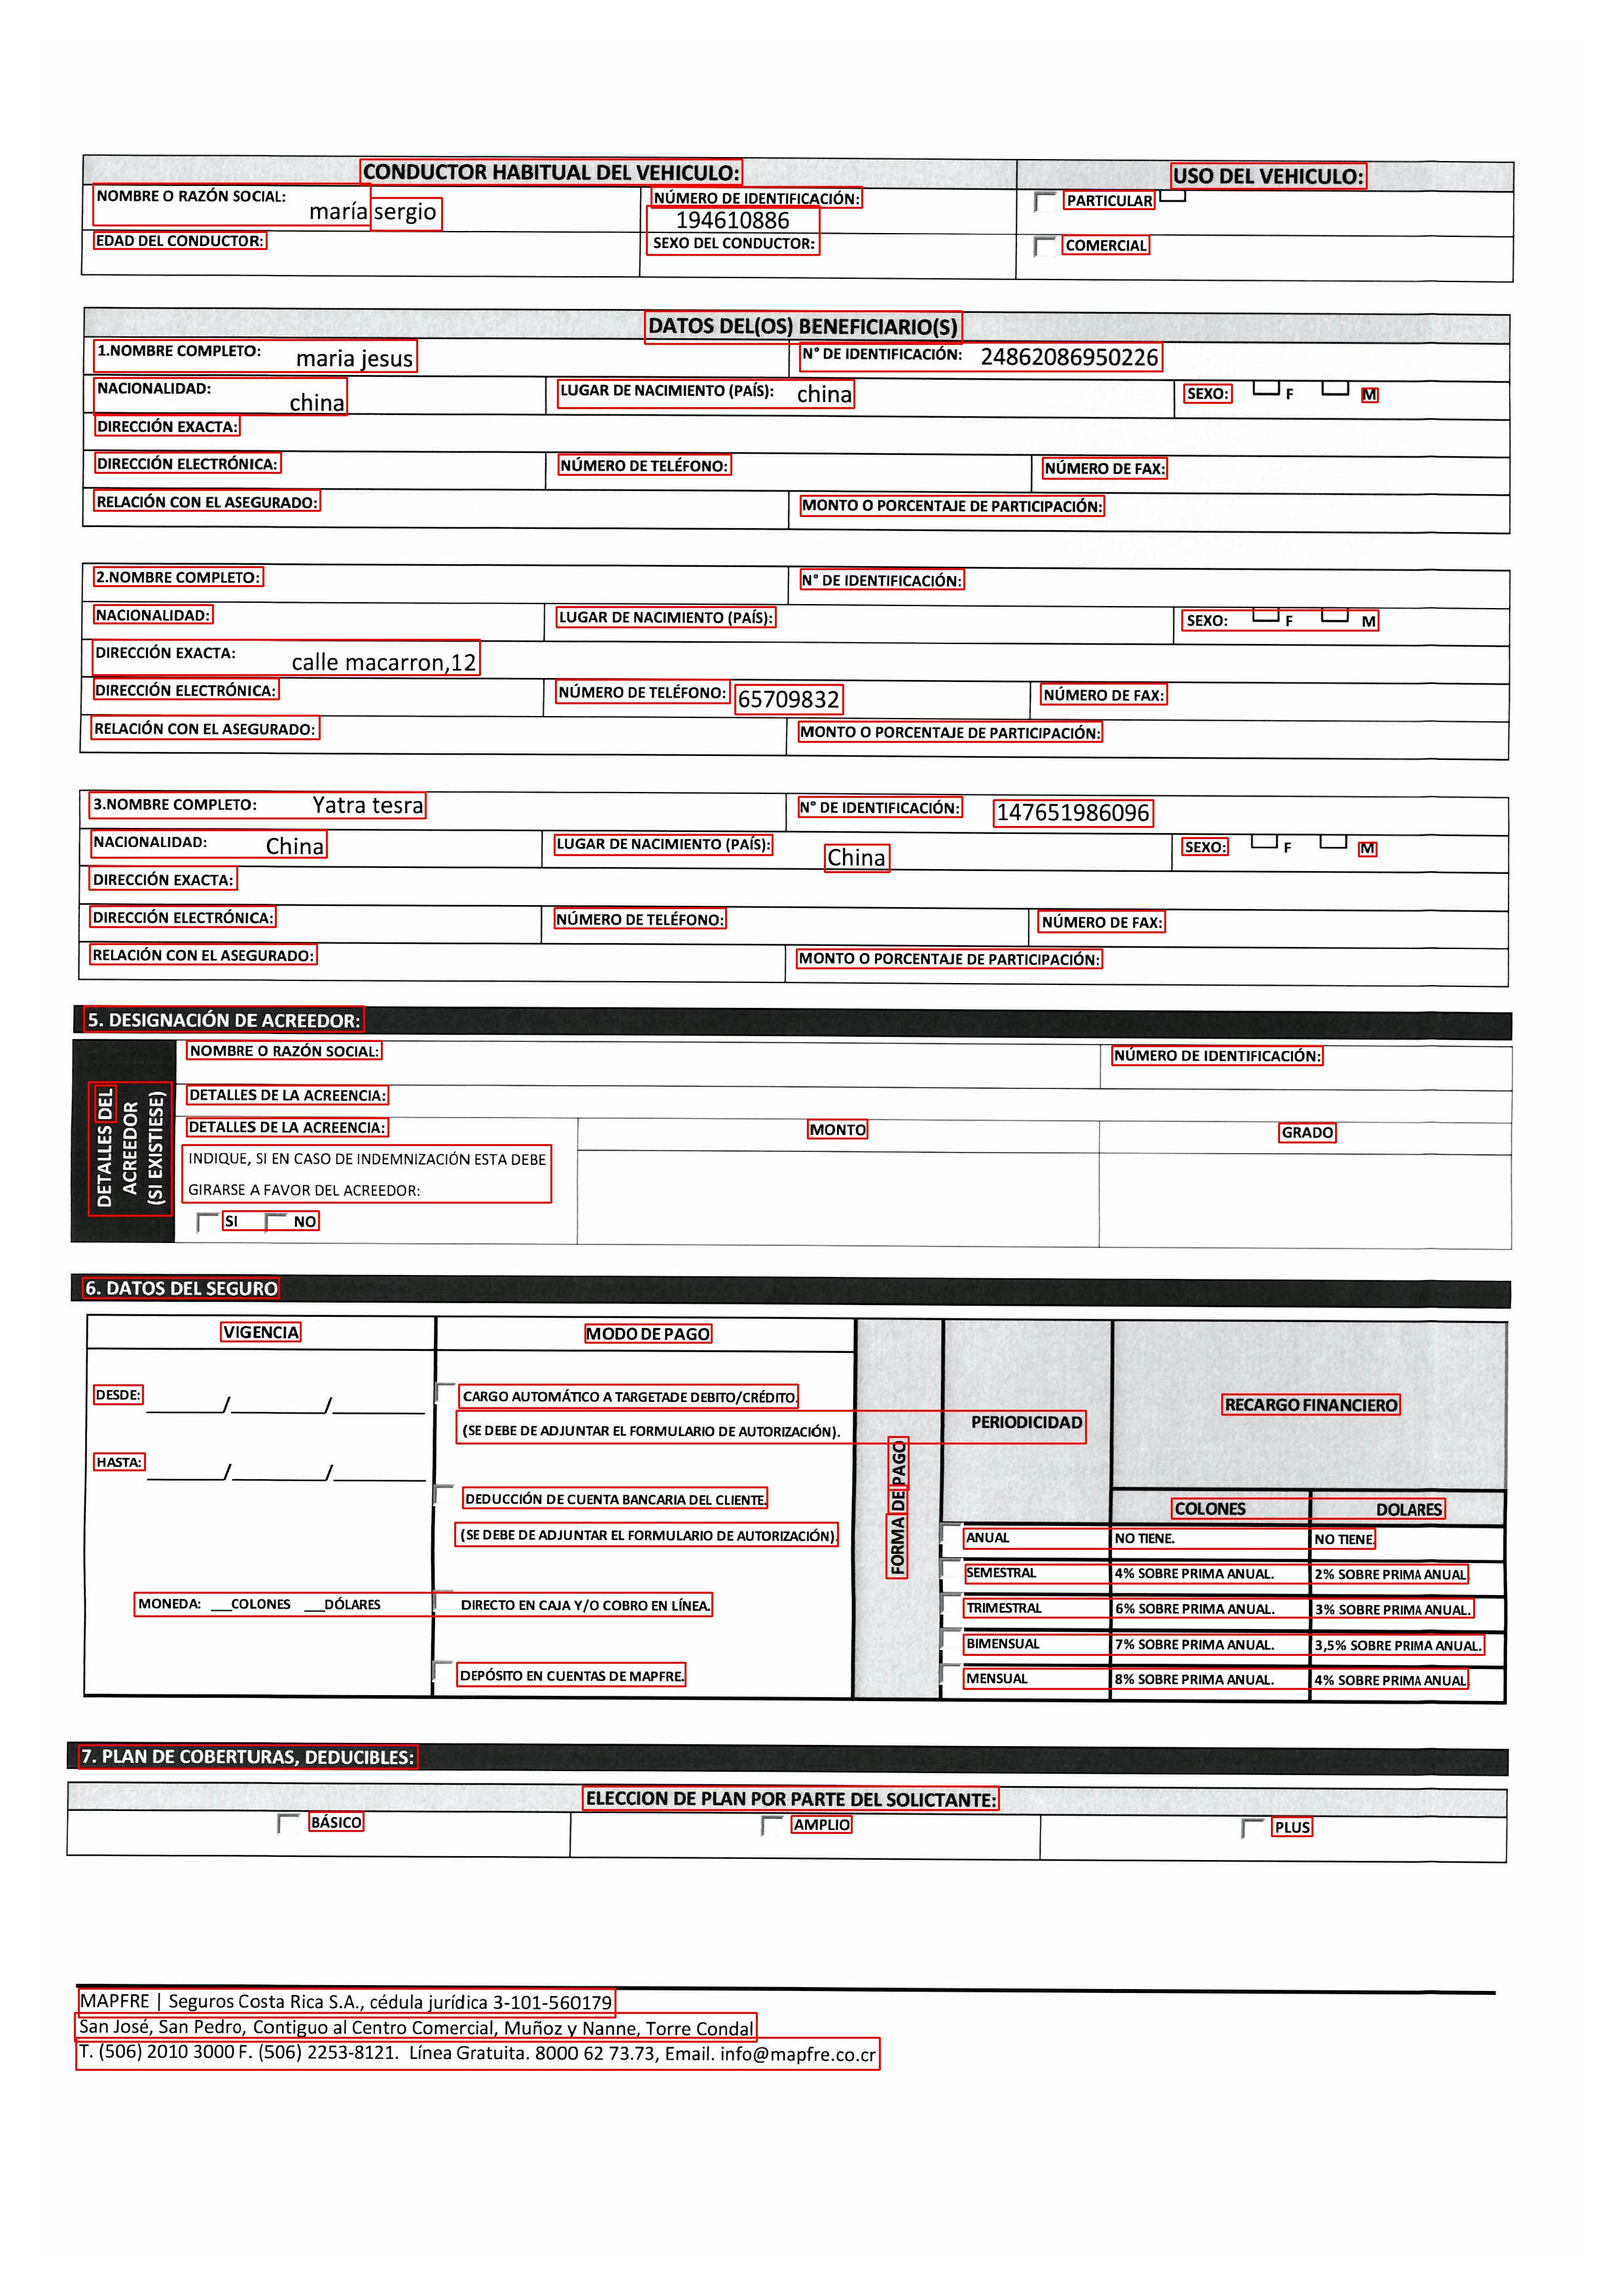 CONDUCTOR HABITUAL DEL VEHICULO: USO DEL VEHICULO:
NOMBRE O RAZÓN SOCIAL: maría sergio NÚMERO DE IDENTIFICACIÓN: 194610886 PARTICULAR
EDAD DEL CONDUCTOR: SEXO DEL CONDUCTOR: COMERCIAL
DATOS DEL(OS) BENEFICIARIO(S)
1.NOMBRE COMPLETO: maria jesus N° DE IDENTIFICACIÓN: 24862086950226
NACIONALIDAD: china LUGAR DE NACIMIENTO (PAÍS): china SEXO: F M
DIRECCIÓN EXACTA:
DIRECCIÓN ELECTRÓNICA: NÚMERO DE TELÉFONO: NÚMERO DE FAX:
RELACIÓN CON EL ASEGURADO: MONTO O PORCENTAJE DE PARTICIPACIÓN:
2.NOMBRE COMPLETO: N° DE IDENTIFICACIÓN:
NACIONALIDAD: LUGAR DE NACIMIENTO (PAÍS): SEXO: F M
DIRECCIÓN EXACTA: calle macarron,12
DIRECCIÓN ELECTRÓNICA: NÚMERO DE TELÉFONO: 65709832 NÚMERO DE FAX:
RELACIÓN CON EL ASEGURADO: MONTO O PORCENTAJE DE PARTICIPACIÓN:
3.NOMBRE COMPLETO: Yatra tesra N° DE IDENTIFICACIÓN: 147651986096
NACIONALIDAD: China LUGAR DE NACIMIENTO (PAÍS): China SEXO: F M
DIRECCIÓN EXACTA:
DIRECCIÓN ELECTRÓNICA: NÚMERO DE TELÉFONO: NÚMERO DE FAX:
RELACIÓN CON EL ASEGURADO: MONTO O PORCENTAJE DE PARTICIPACIÓN:
5. DESIGNACIÓN DE ACREEDOR:
DETALLES DEL
ACREEDOR
(SI EXISTIESE)
NOMBRE O RAZÓN SOCIAL: NÚMERO DE IDENTIFICACIÓN:
DETALLES DE LA ACREENCIA:
DETALLES DE LA ACREENCIA: MONTO GRADO
INDIQUE, SI EN CASO DE INDEMNIZACIÓN ESTA DEBE
GIRARSE A FAVOR DEL ACREEDOR:
SI NO
6. DATOS DEL SEGURO
VIGENCIA MODO DE PAGO
DESDE: ______/______/______ CARGO AUTOMÁTICO A TARGETADE DEBITO/CRÉDITO. RECARGO FINANCIERO
(SE DEBE DE ADJUNTAR EL FORMULARIO DE AUTORIZACIÓN). PERIODICIDAD
HASTA: ______/______/______
FORMA DE PAGO
DEDUCCIÓN DE CUENTA BANCARIA DEL CLIENTE. COLONES DOLARES
(SE DEBE DE ADJUNTAR EL FORMULARIO DE AUTORIZACIÓN). ANUAL NO TIENE. NO TIENE.
SEMESTRAL 4% SOBRE PRIMA ANUAL. 2% SOBRE PRIMA ANUAL
MONEDA: __COLONES __DÓLARES DIRECTO EN CAJA Y/O COBRO EN LÍNEA. TRIMESTRAL 6% SOBRE PRIMA ANUAL. 3% SOBRE PRIMA ANUAL.
BIMENSUAL 7% SOBRE PRIMA ANUAL. 3,5% SOBRE PRIMA ANUAL.
DEPÓSITO EN CUENTAS DE MAPFRE. MENSUAL 8% SOBRE PRIMA ANUAL. 4% SOBRE PRIMA ANUAL.
7. PLAN DE COBERTURAS, DEDUCIBLES:
ELECCION DE PLAN POR PARTE DEL SOLICTANTE:
BÁSICO AMPLIO PLUS
MAPFRE | Seguros Costa Rica S.A., cédula jurídica 3-101-560179
San José, San Pedro, Contiguo al Centro Comercial, Muñoz y Nanne, Torre Condal
T. (506) 2010 3000 F. (506) 2253-8121. Línea Gratuita. 8000 62 73.73, Email. info@mapfre.co.cr